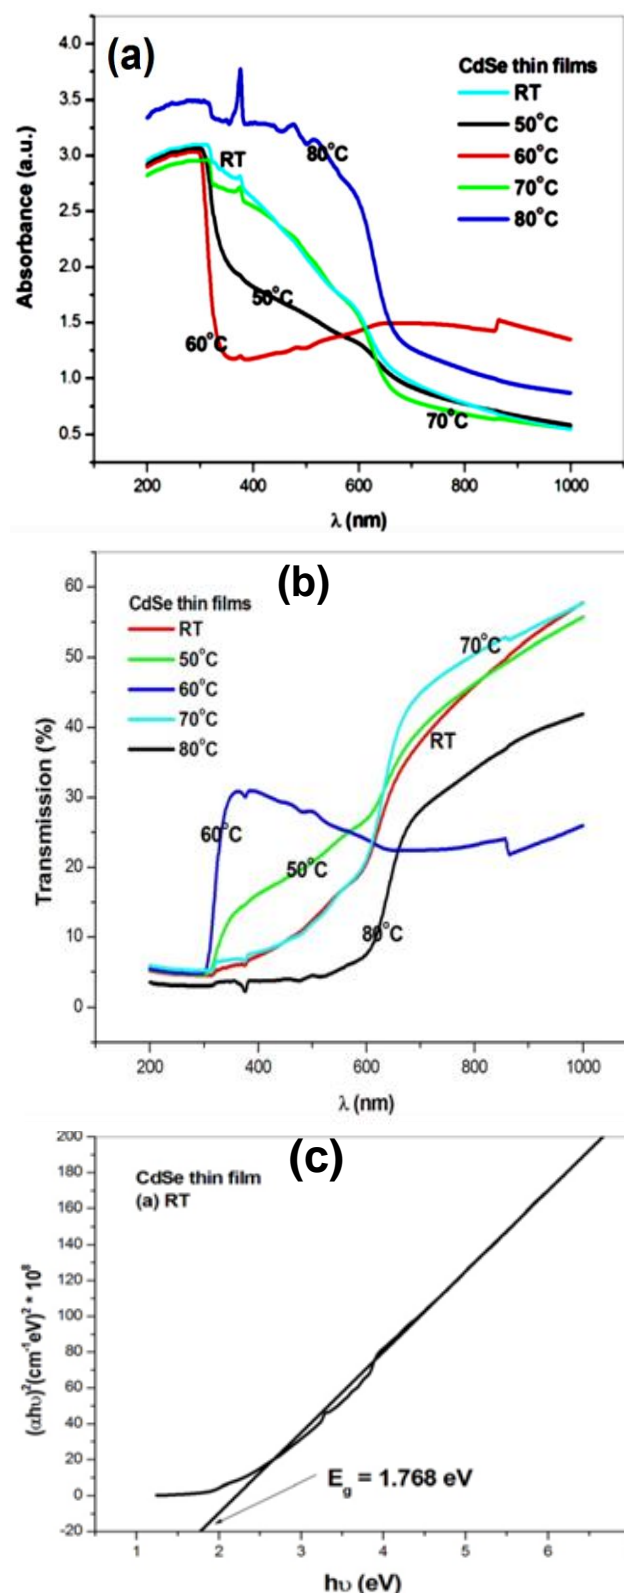 (a)
4.0
3.5
3.0
2.5
2.0
1.5
1.0
0.5
Absorbance (a.u.)
CdSe thin films
RT
50°C
60°C
70°C
80°C
RT
80°C
50°C
60°C
70°C
200 400 600 800 1000
λ (nm)
(b)
60
50
40
30
20
10
0
Transmission (%)
CdSe thin films
RT
50°C
60°C
70°C
80°C
70°C
RT
60°C
50°C
80°C
200 400 600 800 1000
λ (nm)
(c)
200
180
160
140
120
100
80
60
40
20
0
-20
(αhυ)²(cm⁻¹eV)² * 10⁸
CdSe thin film
(a) RT
E_g = 1.768 eV
1 2 3 4 5 6
hυ (eV)